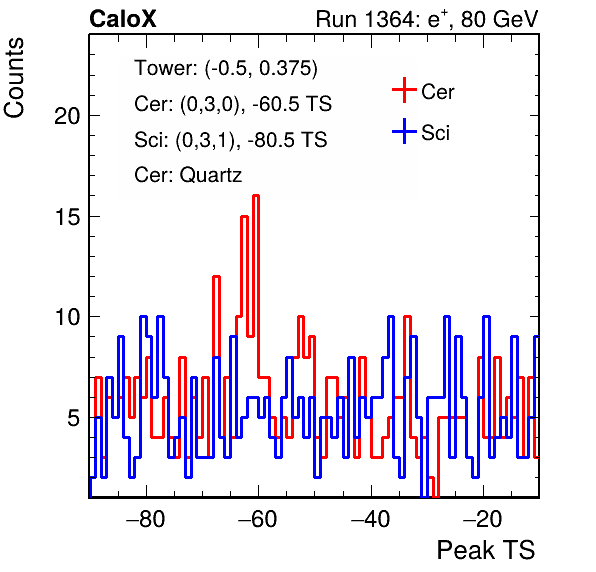 CaloX Run 1364: e⁺, 80 GeV
Counts
Tower: (-0.5, 0.375)
Cer: (0,3,0), -60.5 TS
Sci: (0,3,1), -80.5 TS
Cer: Quartz
Cer
Sci
20
15
10
5
−80 −60 −40 −20
Peak TS